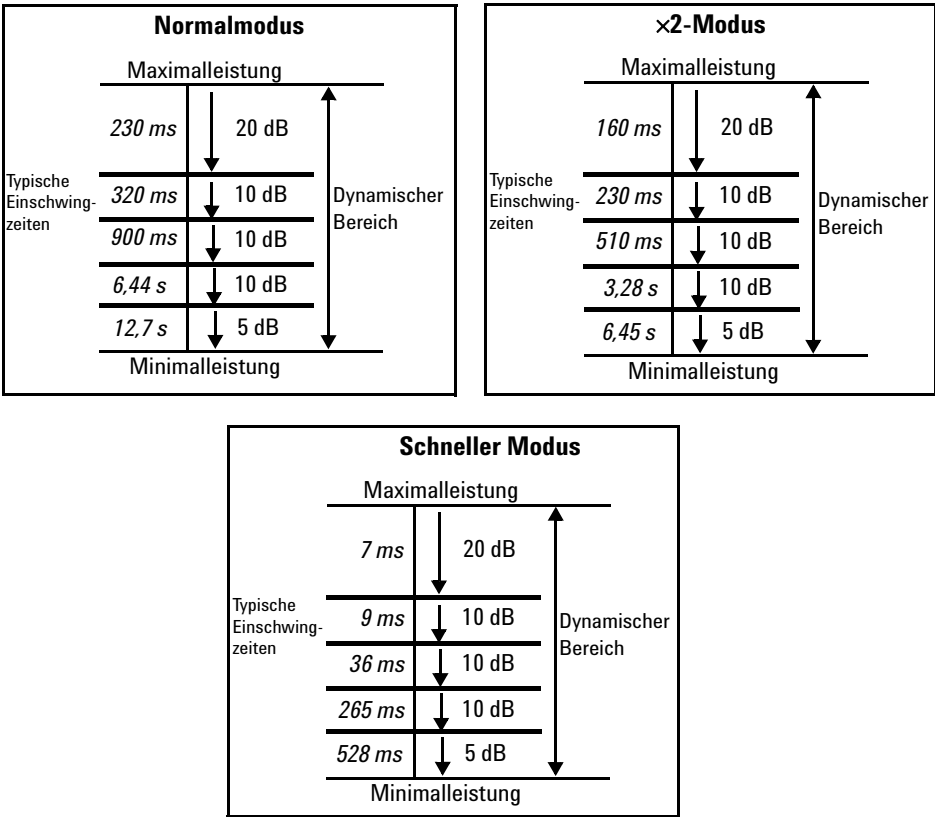 Normalmodus
Maximalleistung
230 ms 20 dB
Typische
Einschwing-
zeiten
320 ms 10 dB
900 ms 10 dB
6,44 s 10 dB
12,7 s 5 dB
Dynamischer
Bereich
Minimalleistung
×2-Modus
Maximalleistung
160 ms 20 dB
Typische
Einschwing-
zeiten
230 ms 10 dB
510 ms 10 dB
3,28 s 10 dB
6,45 s 5 dB
Dynamischer
Bereich
Minimalleistung
Schneller Modus
Maximalleistung
7 ms 20 dB
Typische
Einschwing-
zeiten
9 ms 10 dB
36 ms 10 dB
265 ms 10 dB
528 ms 5 dB
Dynamischer
Bereich
Minimalleistung